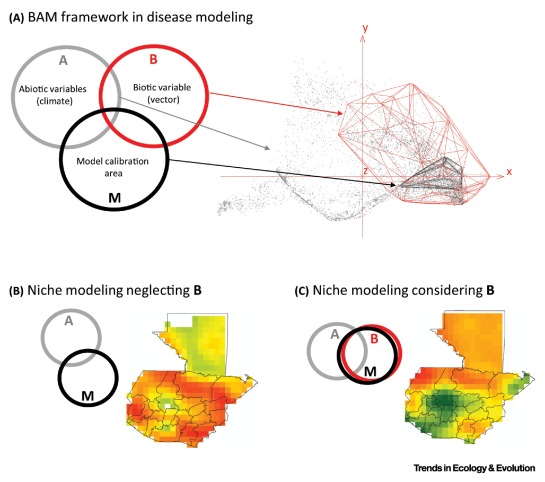 (A) BAM framework in disease modeling
A
B
Abiotic variables
(climate)
Biotic variable
(vector)
Model calibration
area
M
y
z
x
(B) Niche modeling neglecting B
A
M
(C) Niche modeling considering B
A
B
M
Trends in Ecology & Evolution